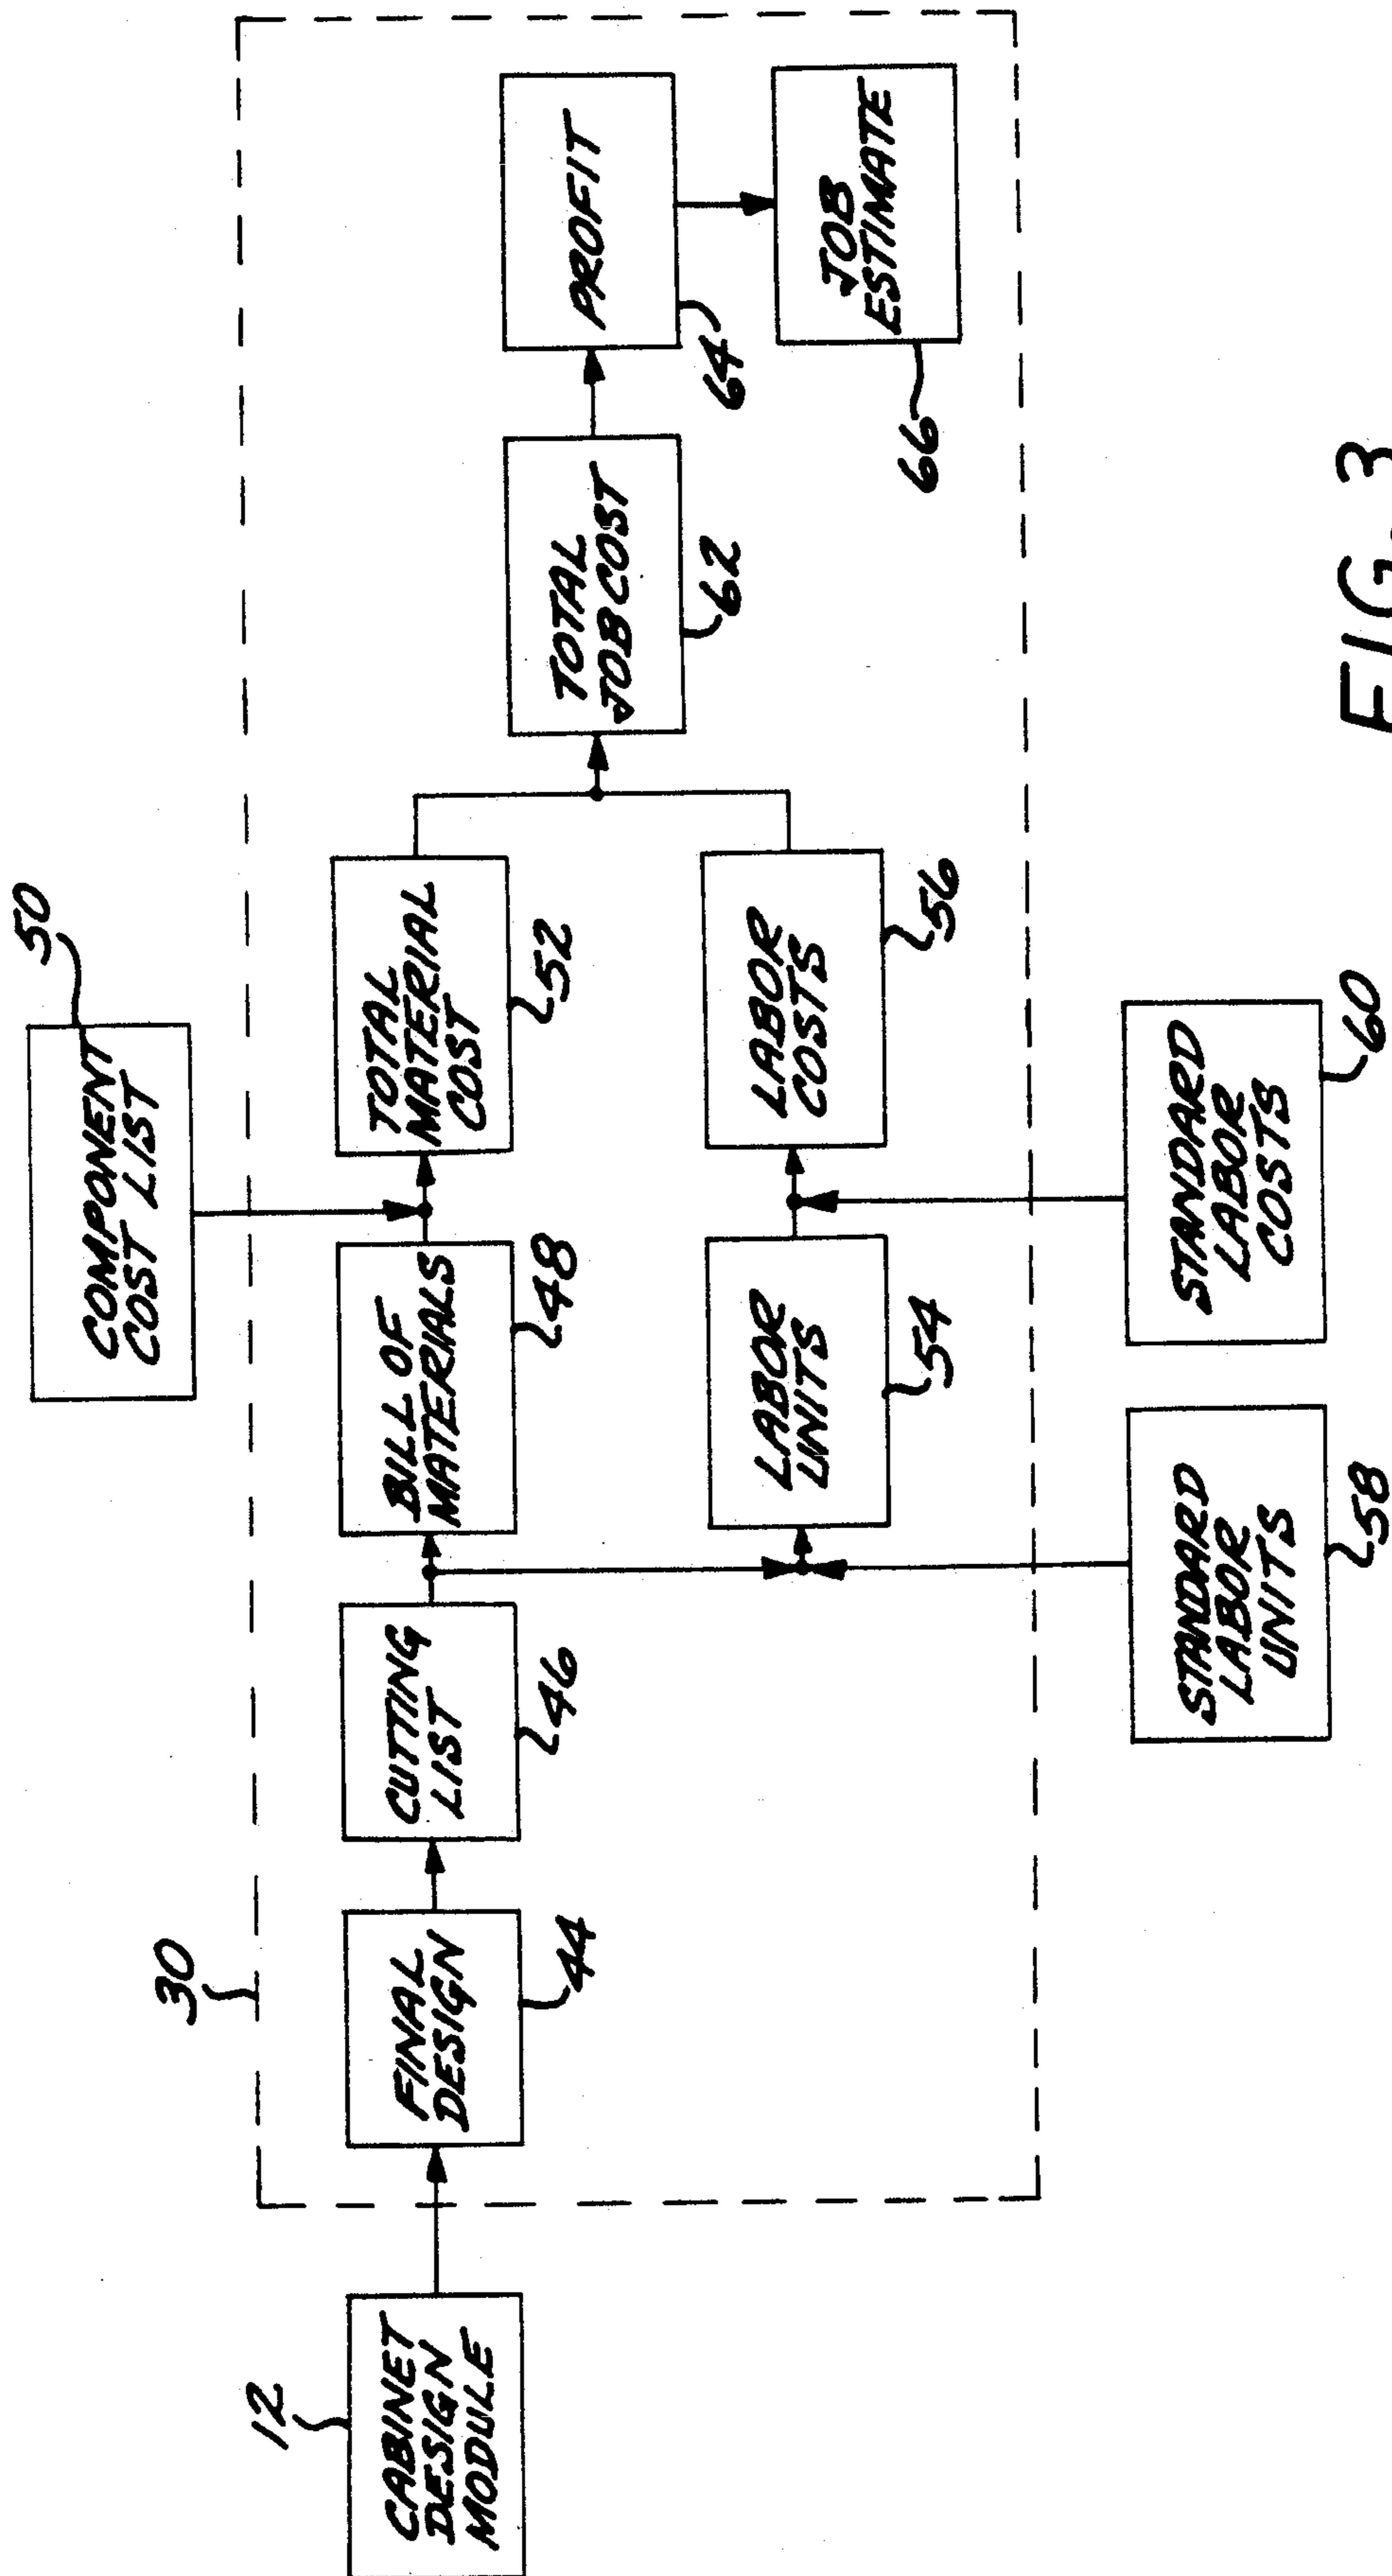 50
COMPONENT
COST LIST
30
12
CABINET
DESIGN
MODULE
FINAL
DESIGN
44
CUTTING
LIST
46
BILL OF
MATERIALS
48
TOTAL
MATERIAL
COST
52
LABOR
UNITS
54
LABOR
COSTS
56
TOTAL
JOB COST
62
PROFIT
64
JOB
ESTIMATE
66
STANDARD
LABOR
UNITS
58
STANDARD
LABOR
COSTS
60
FIG. 3